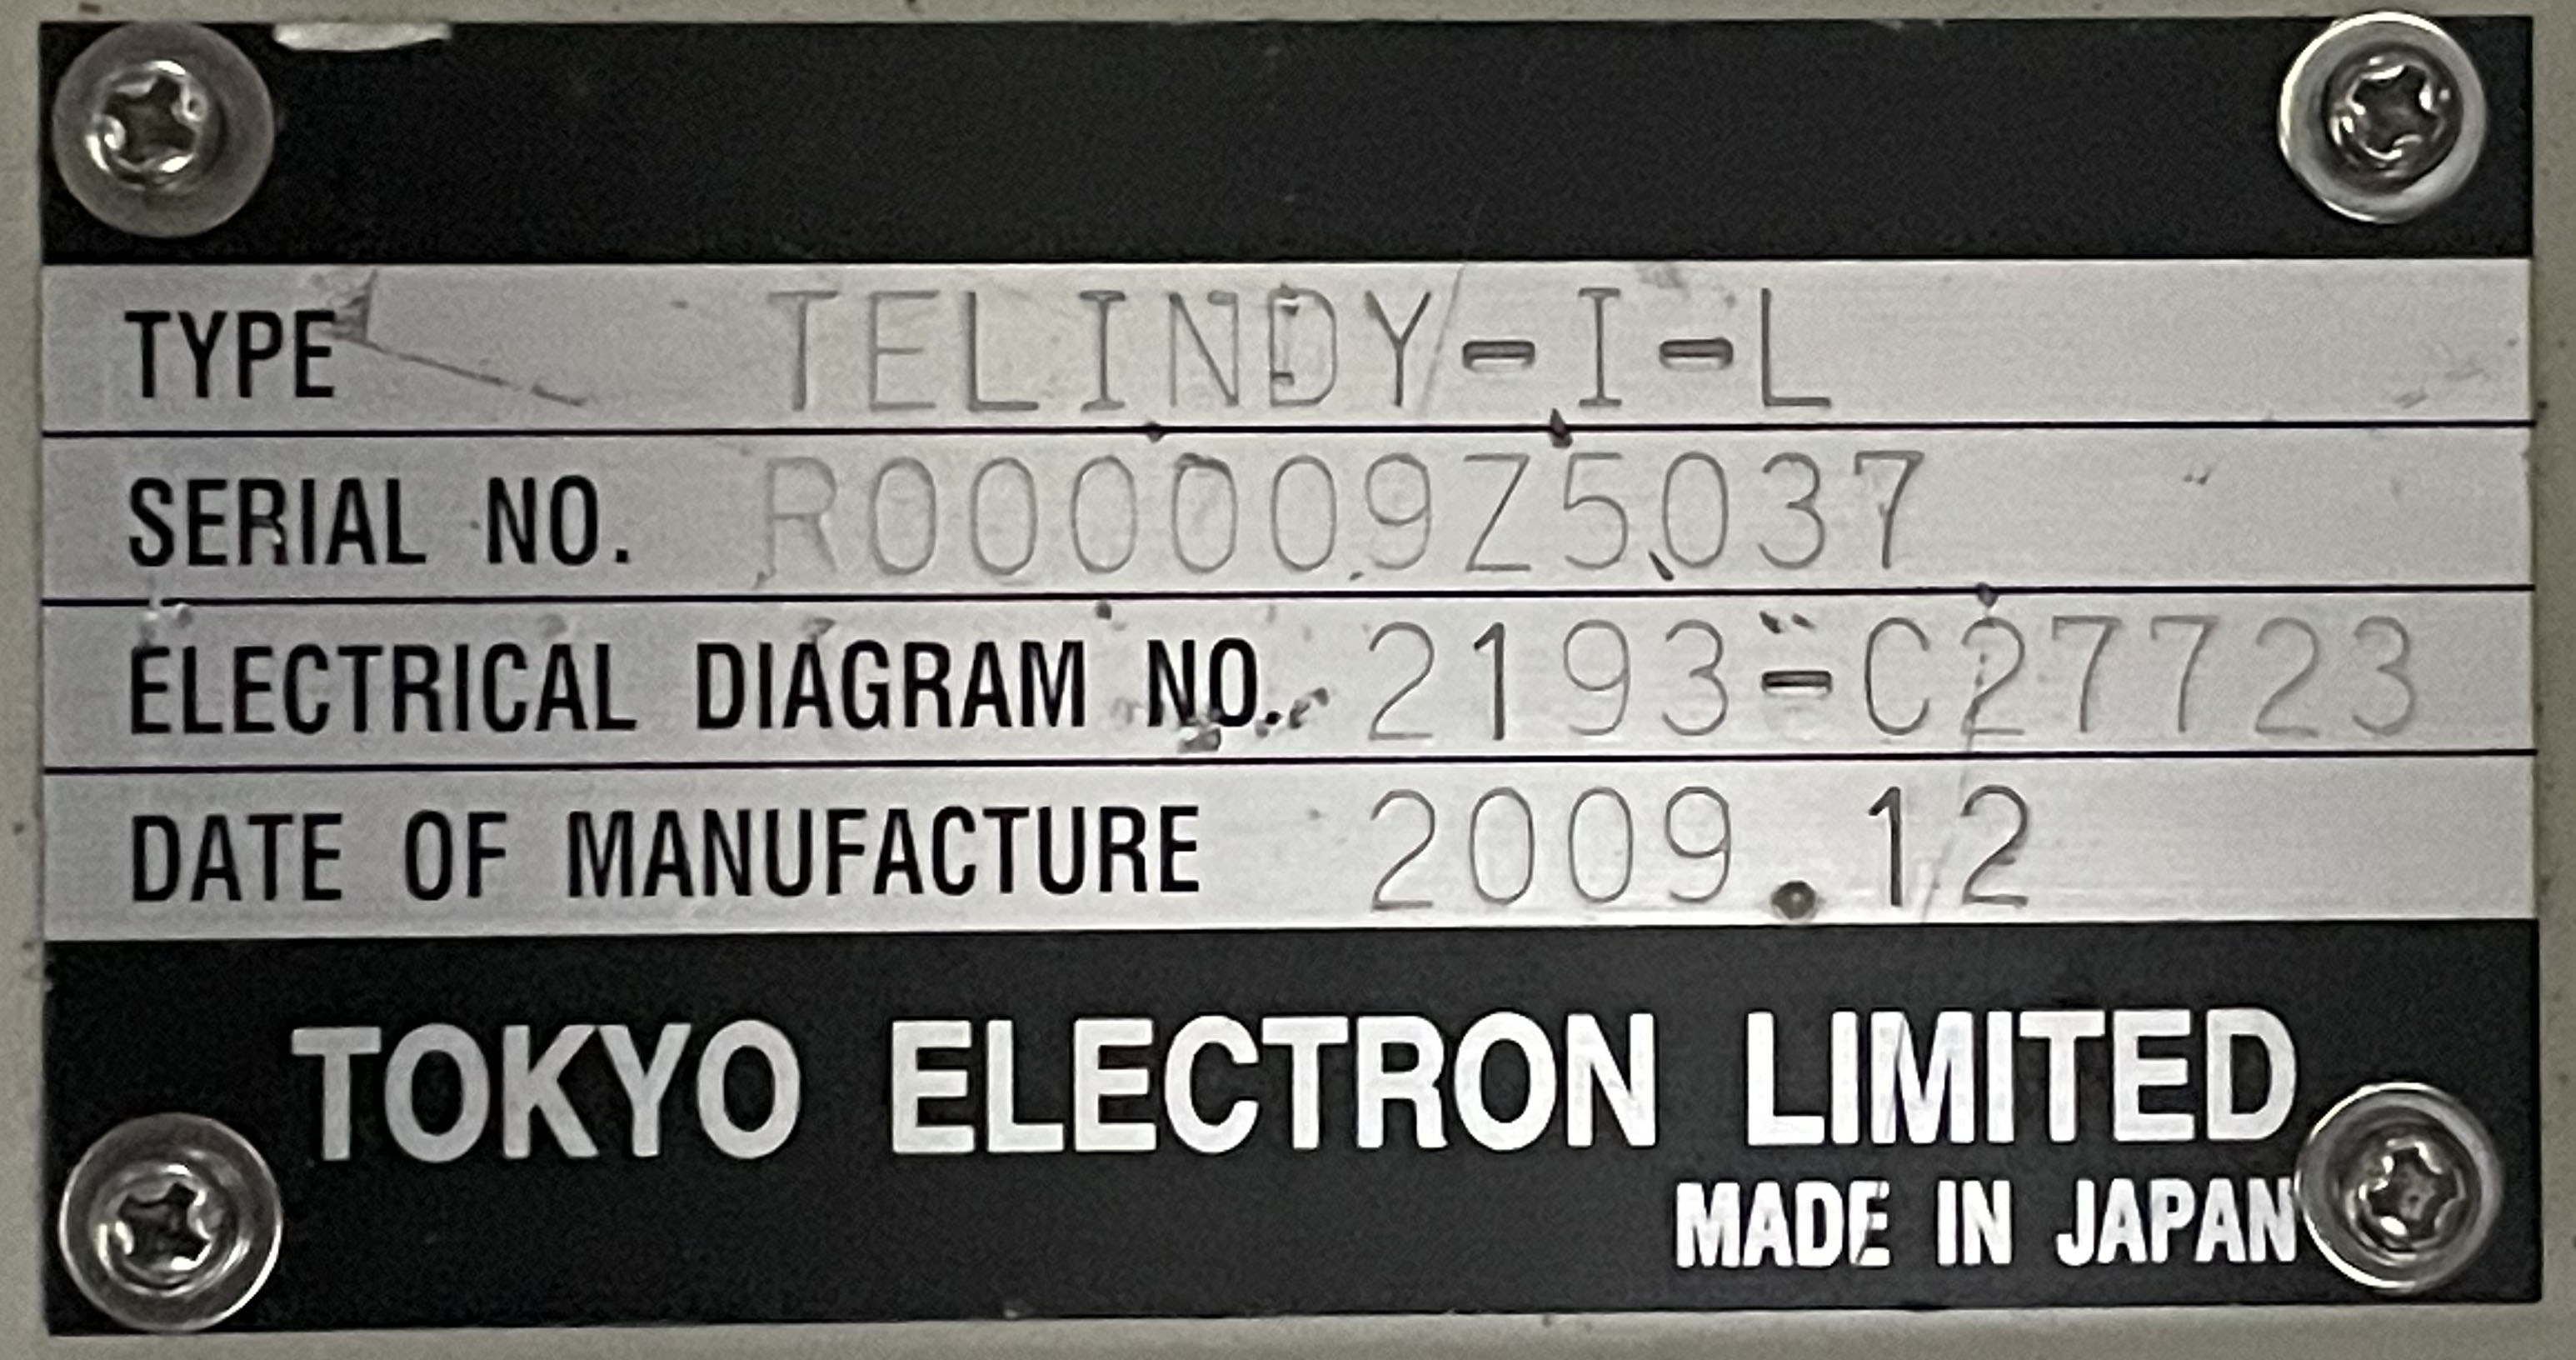 TYPE TELINDY-I-L
SERIAL NO. R000009Z5037
ELECTRICAL DIAGRAM NO. 2193-C27723
DATE OF MANUFACTURE 2009.12
TOKYO ELECTRON LIMITED
MADE IN JAPAN